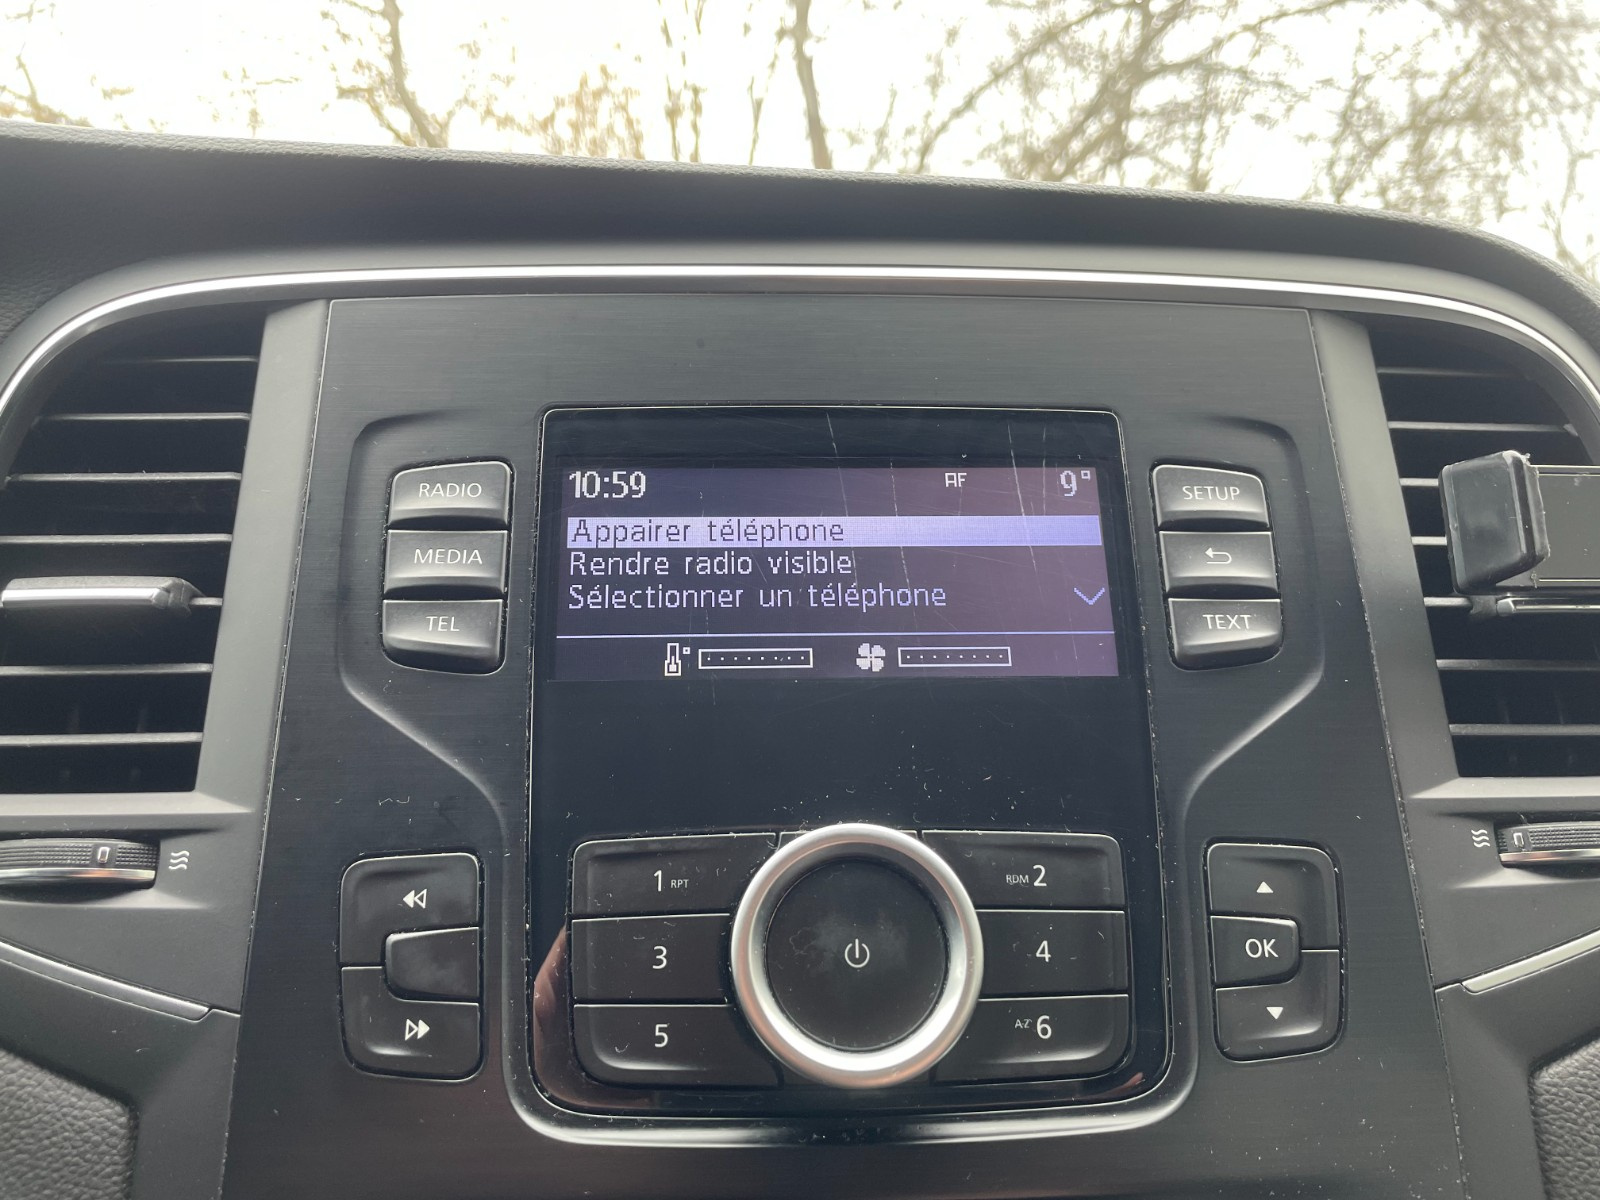 10:59 AF 9°
Appairer téléphone
Rendre radio visible
Sélectionner un téléphone
RADIO
MEDIA
TEL
SETUP
TEXT
1 RPT
RDM 2
3
4
5
A-Z 6
OK